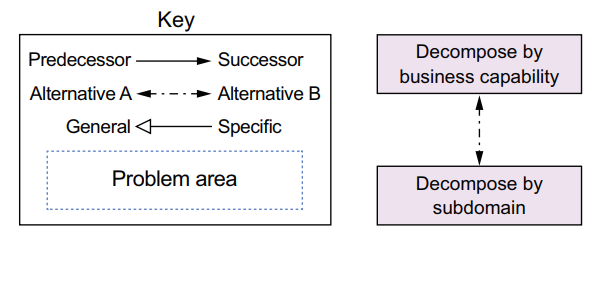 Key
Predecessor Successor
Alternative A Alternative B
General Specific
Problem area
Decompose by
business capability
Decompose by
subdomain